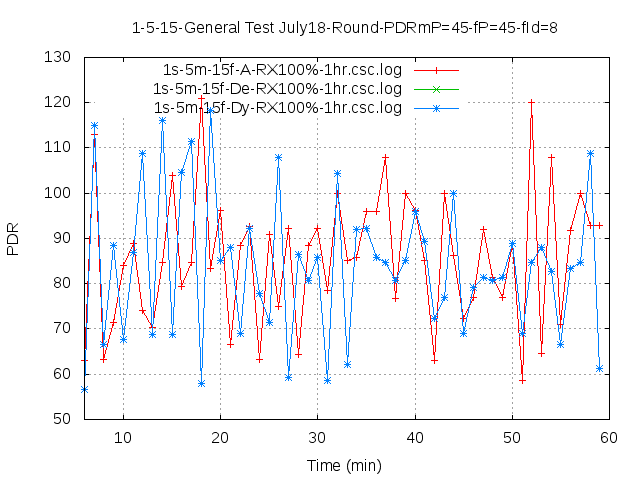 1-5-15-General Test July18-Round-PDRmP=45-fP=45-fId=8
1s-5m-15f-A-RX100%-1hr.csc.log
1s-5m-15f-De-RX100%-1hr.csc.log
1s-5m-15f-Dy-RX100%-1hr.csc.log
PDR
130
120
110
100
90
80
70
60
50
10
20
30
40
50
60
Time (min)